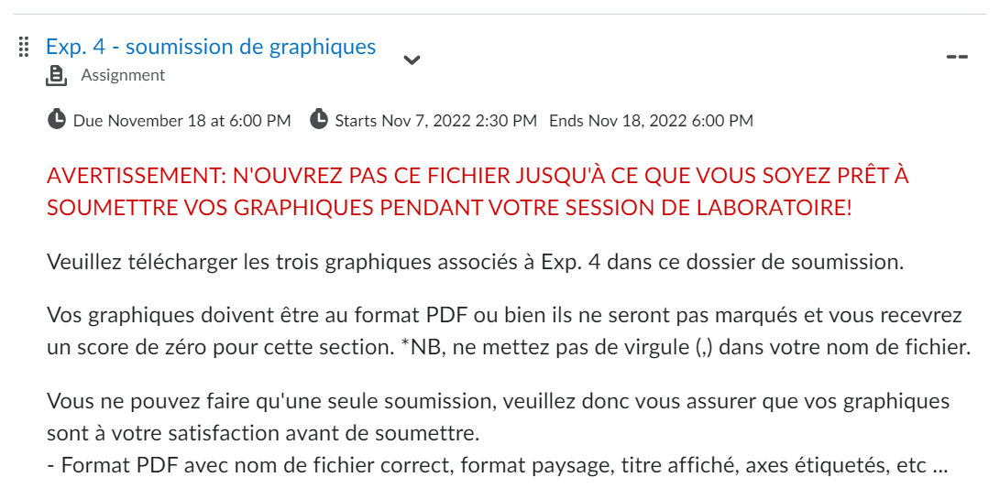 Exp. 4 - soumission de graphiques
Assignment
--
Due November 18 at 6:00 PM Starts Nov 7, 2022 2:30 PM Ends Nov 18, 2022 6:00 PM
AVERTISSEMENT: N'OUVREZ PAS CE FICHIER JUSQU'À CE QUE VOUS SOYEZ PRÊT À
SOUMETTRE VOS GRAPHIQUES PENDANT VOTRE SESSION DE LABORATOIRE!
Veuillez télécharger les trois graphiques associés à Exp. 4 dans ce dossier de soumission.
Vos graphiques doivent être au format PDF ou bien ils ne seront pas marqués et vous recevrez
un score de zéro pour cette section. *NB, ne mettez pas de virgule (,) dans votre nom de fichier.
Vous ne pouvez faire qu'une seule soumission, veuillez donc vous assurer que vos graphiques
sont à votre satisfaction avant de soumettre.
- Format PDF avec nom de fichier correct, format paysage, titre affiché, axes étiquetés, etc ...